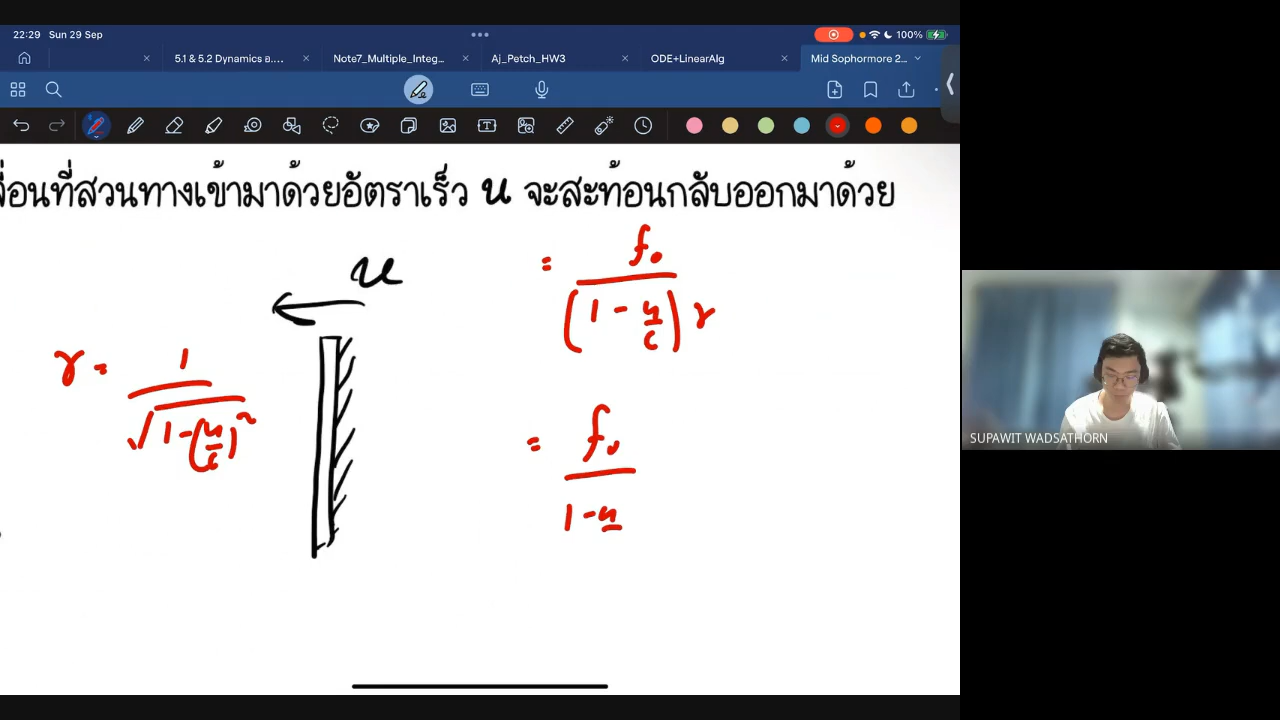 22:29 Sun 29 Sep
100%
5.1 & 5.2 Dynamics a....
Note7_Multiple_Integ...
Aj_Petch_HW3
ODE+LinearAlg
Mid Sophormore 2...
ื่อนที่สวนทางเข้ามาด้วยอัตราเร็ว u จะสะท้อนกลับออกมาด้วย
u
= f₀ / (1 - u/c) γ
γ = 1 / √(1 - (u/c)²)
= f₀ / 1 - u
SUPAWIT WADSATHORN